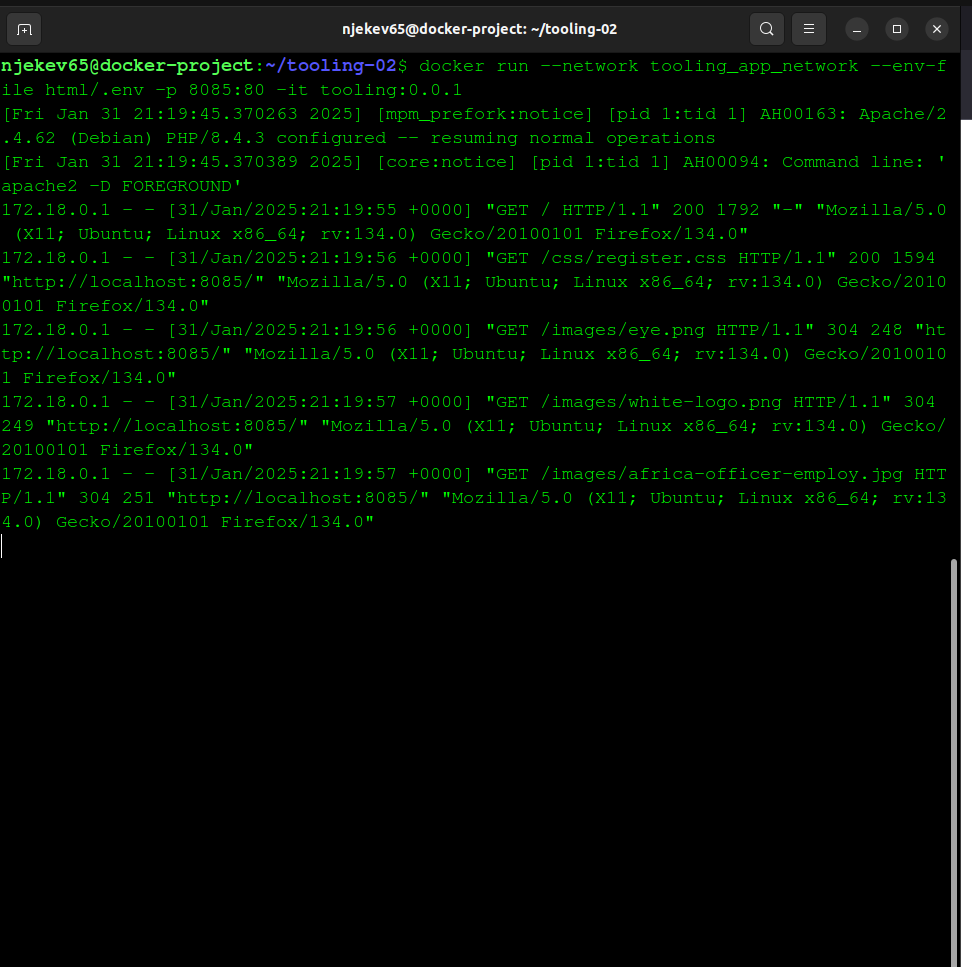 njekev65@docker-project: ~/tooling-02
njekev65@docker-project:~/tooling-02$ docker run --network tooling_app_network --env-f
ile html/.env -p 8085:80 -it tooling:0.0.1
[Fri Jan 31 21:19:45.370263 2025] [mpm_prefork:notice] [pid 1:tid 1] AH00163: Apache/2
.4.62 (Debian) PHP/8.4.3 configured -- resuming normal operations
[Fri Jan 31 21:19:45.370389 2025] [core:notice] [pid 1:tid 1] AH00094: Command line: '
apache2 -D FOREGROUND'
172.18.0.1 - - [31/Jan/2025:21:19:55 +0000] "GET / HTTP/1.1" 200 1792 "-" "Mozilla/5.0
 (X11; Ubuntu; Linux x86_64; rv:134.0) Gecko/20100101 Firefox/134.0"
172.18.0.1 - - [31/Jan/2025:21:19:56 +0000] "GET /css/register.css HTTP/1.1" 200 1594
"http://localhost:8085/" "Mozilla/5.0 (X11; Ubuntu; Linux x86_64; rv:134.0) Gecko/2010
0101 Firefox/134.0"
172.18.0.1 - - [31/Jan/2025:21:19:56 +0000] "GET /images/eye.png HTTP/1.1" 304 248 "ht
tp://localhost:8085/" "Mozilla/5.0 (X11; Ubuntu; Linux x86_64; rv:134.0) Gecko/2010010
1 Firefox/134.0"
172.18.0.1 - - [31/Jan/2025:21:19:57 +0000] "GET /images/white-logo.png HTTP/1.1" 304
249 "http://localhost:8085/" "Mozilla/5.0 (X11; Ubuntu; Linux x86_64; rv:134.0) Gecko/
20100101 Firefox/134.0"
172.18.0.1 - - [31/Jan/2025:21:19:57 +0000] "GET /images/africa-officer-employ.jpg HTT
P/1.1" 304 251 "http://localhost:8085/" "Mozilla/5.0 (X11; Ubuntu; Linux x86_64; rv:13
4.0) Gecko/20100101 Firefox/134.0"